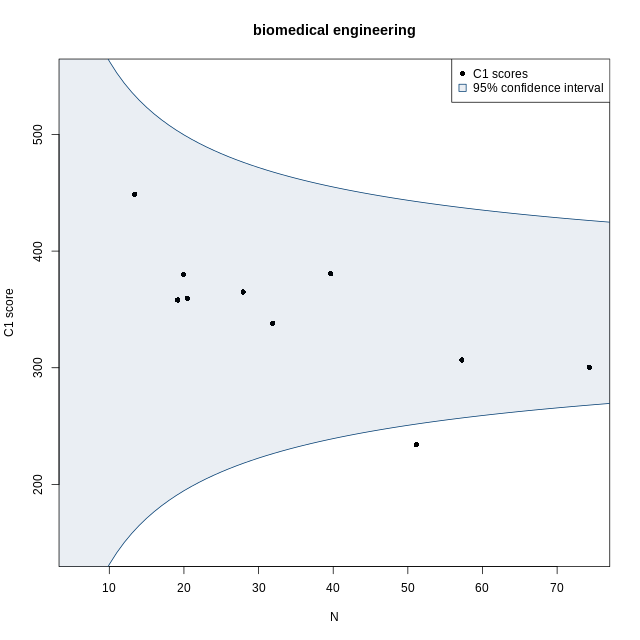 biomedical engineering
C1 scores
95% confidence interval
500
400
300
200
C1 score
10 20 30 40 50 60 70
N